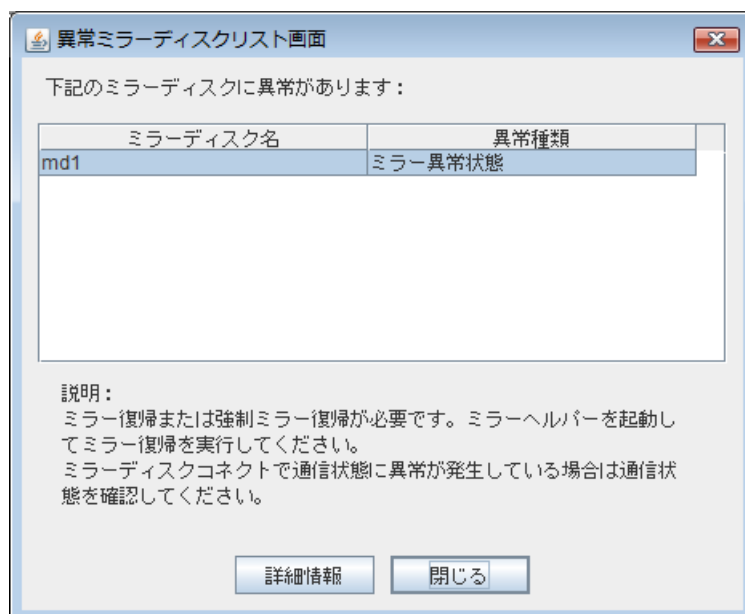 異常ミラーディスクリスト画面
下記のミラーディスクに異常があります：
ミラーディスク名 異常種類
md1 ミラー異常状態
説明：
ミラー復帰または強制ミラー復帰が必要です。ミラーヘルパーを起動し
てミラー復帰を実行してください。
ミラーディスクコネクトで通信状態に異常が発生している場合は通信状
態を確認してください。
詳細情報 閉じる